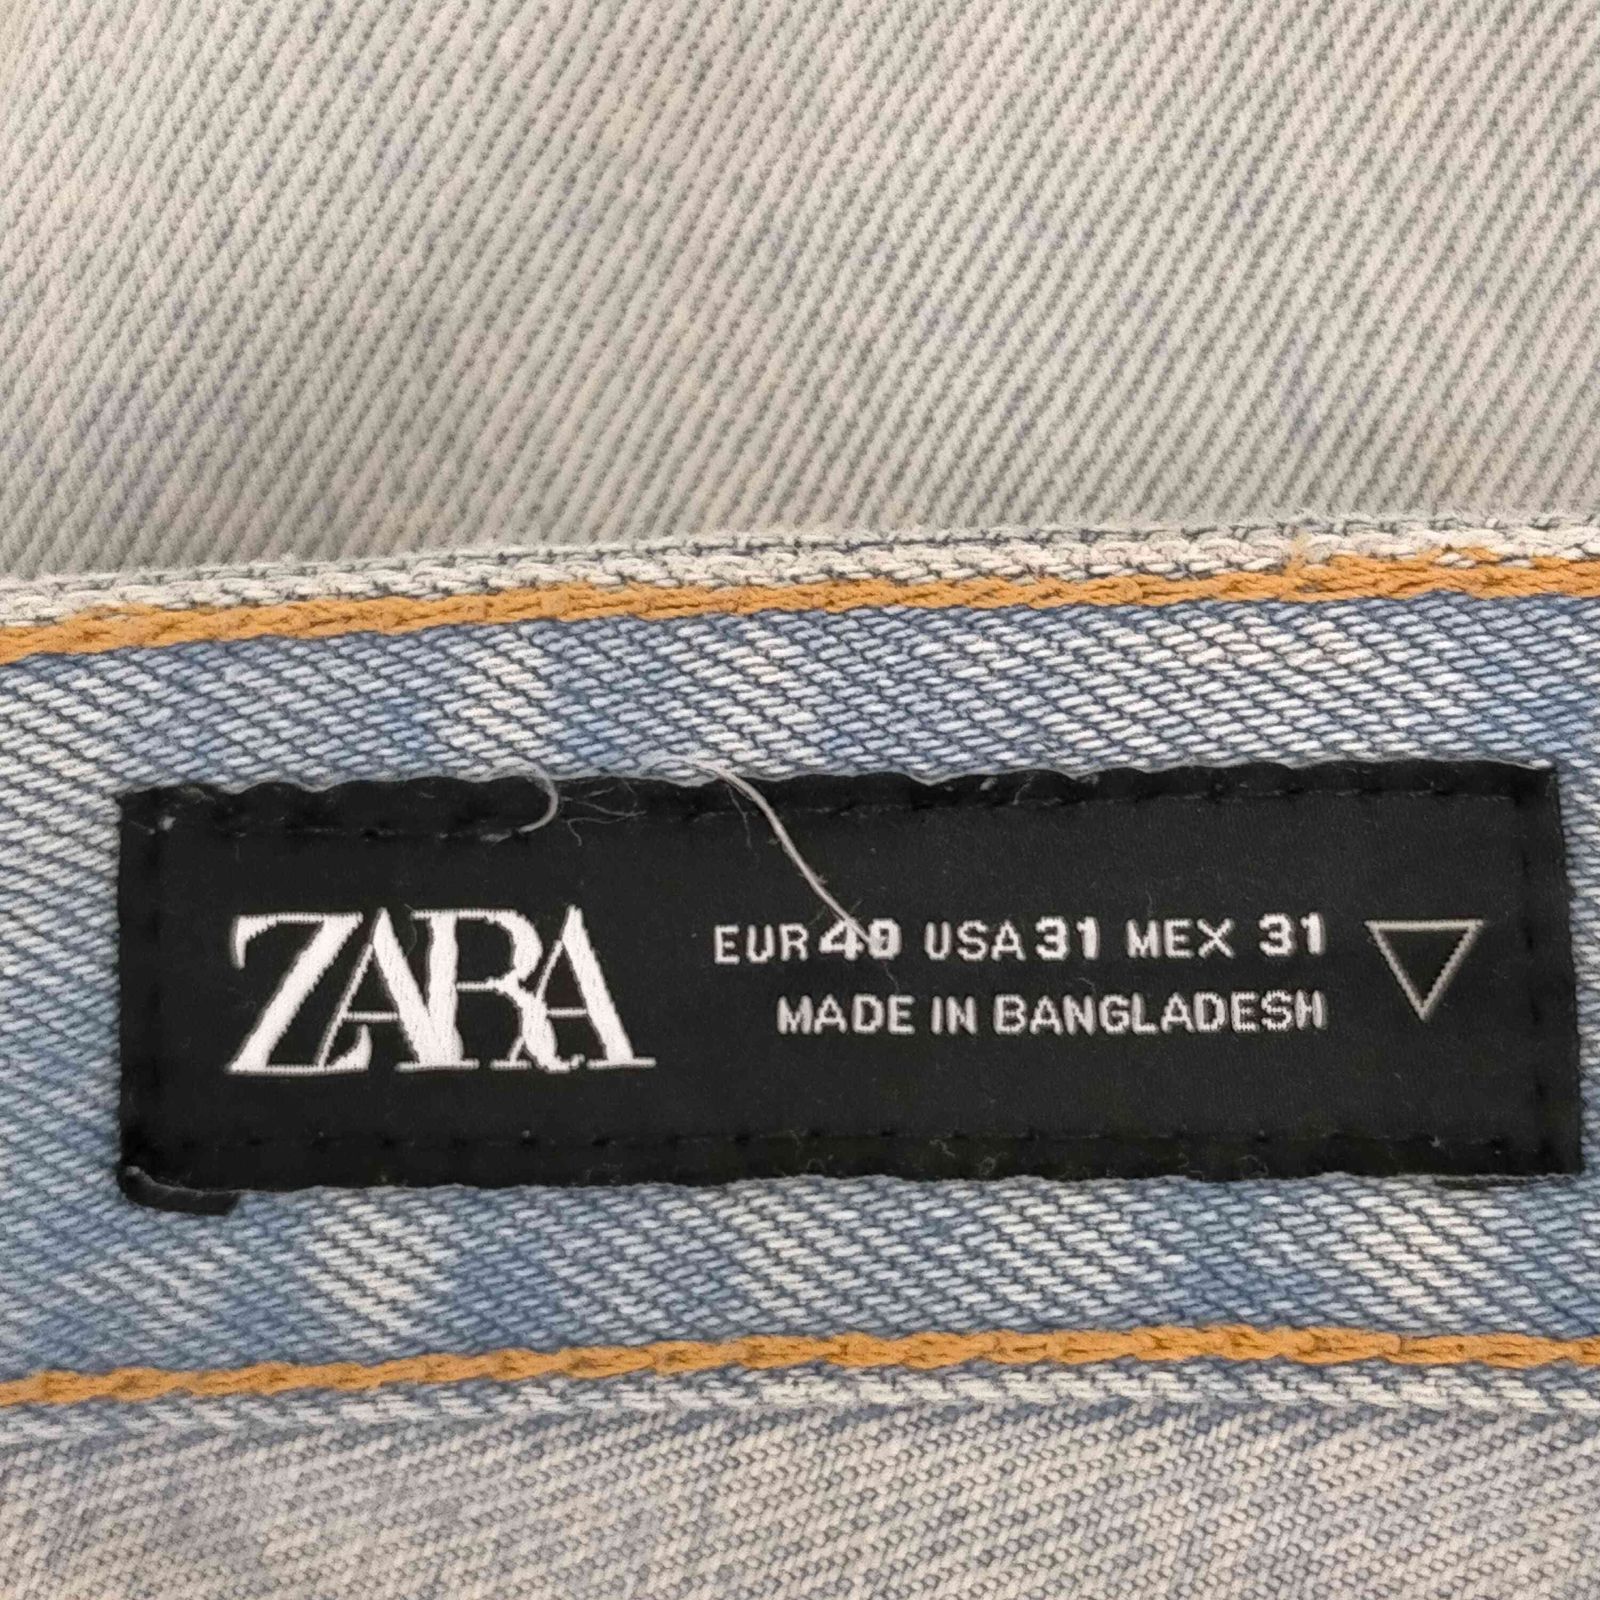 ZARA
EUR 40 USA 31 MEX 31
MADE IN BANGLADESH